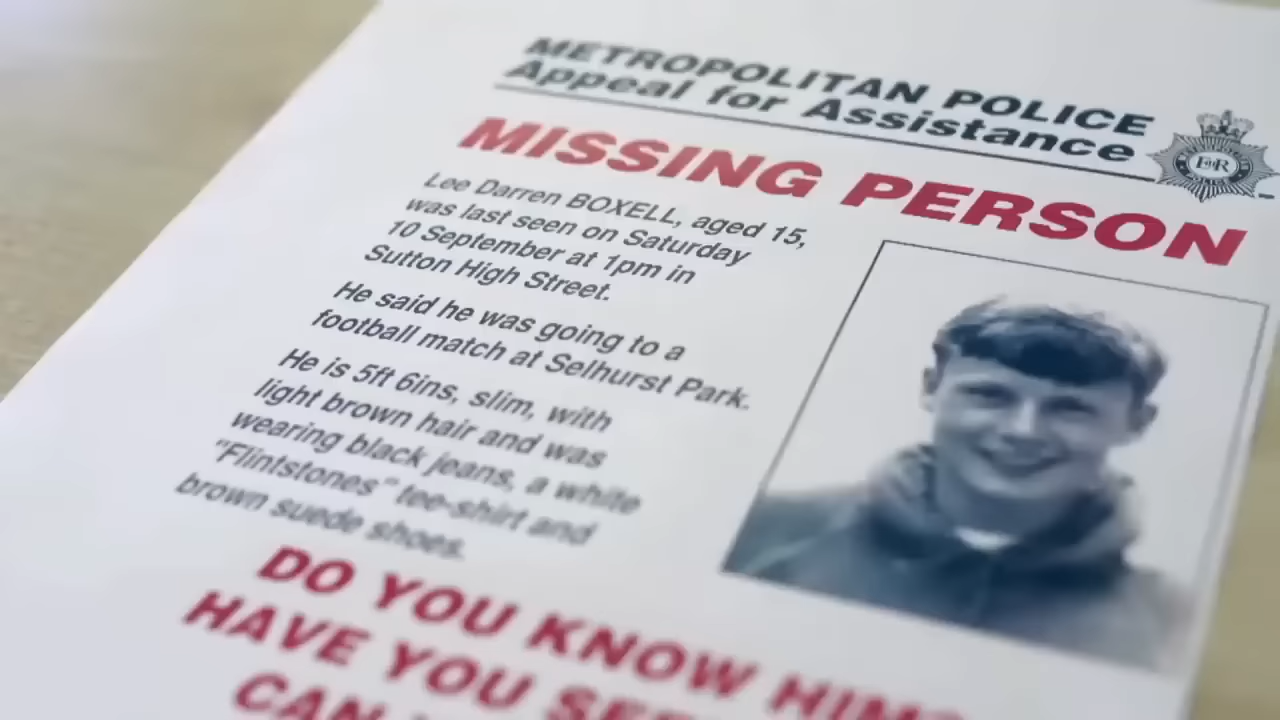 METROPOLITAN POLICE
Appeal for Assistance
E R
MISSING PERSON
Lee Darren BOXELL, aged 15,
was last seen on Saturday
10 September at 1pm in
Sutton High Street.
He said he was going to a
football match at Selhurst Park.
He is 5ft 6ins, slim, with
light brown hair and was
wearing black jeans, a white
"Flintstones" tee-shirt and
brown suede shoes.
DO YOU KNOW HIM?
HAVE YOU
CAN